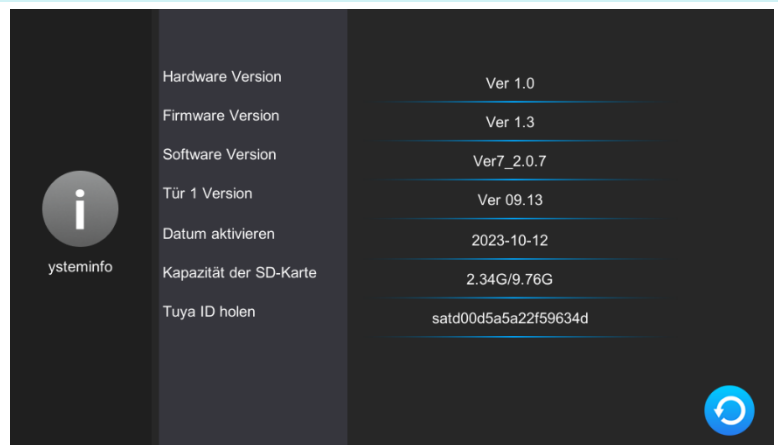 Hardware Version
Ver 1.0
Firmware Version
Ver 1.3
Software Version
Ver7_2.0.7
Tür 1 Version
Ver 09.13
Datum aktivieren
2023-10-12
ysteminfo
Kapazität der SD-Karte
2.34G/9.76G
Tuya ID holen
satd00d5a5a22f59634d